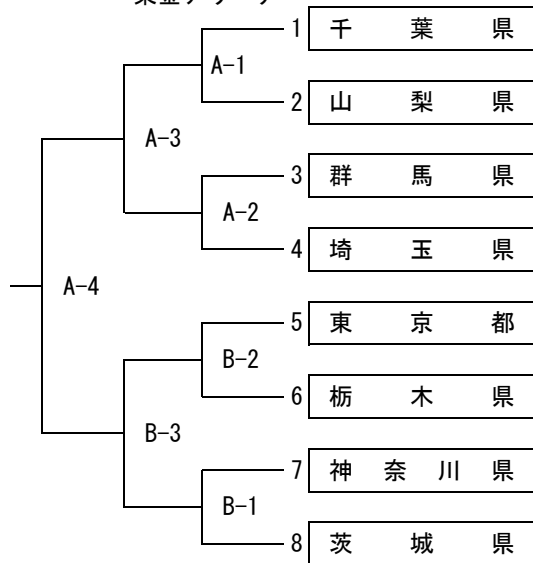 1 千葉県
A-1
2 山梨県
A-3
3 群馬県
A-2
4 埼玉県
A-4
5 東京都
B-2
6 栃木県
B-3
7 神奈川県
B-1
8 茨城県